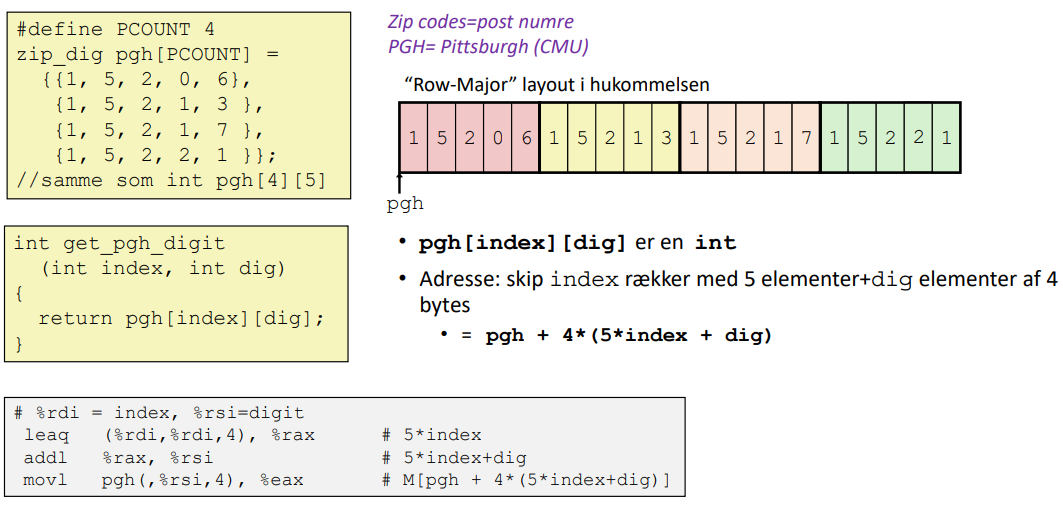 #define PCOUNT 4
zip_dig pgh[PCOUNT] =
{{1, 5, 2, 0, 6},
{1, 5, 2, 1, 3 },
{1, 5, 2, 1, 7 },
{1, 5, 2, 2, 1 }};
//samme som int pgh[4][5]
Zip codes=post numre
PGH= Pittsburgh (CMU)
“Row-Major” layout i hukommelsen
1 5 2 0 6 1 5 2 1 3 1 5 2 1 7 1 5 2 2 1
pgh
int get_pgh_digit
(int index, int dig)
{
return pgh[index][dig];
}
• pgh[index][dig] er en int
• Adresse: skip index rækker med 5 elementer+dig elementer af 4
bytes
• = pgh + 4*(5*index + dig)
# %rdi = index, %rsi=digit
leaq (%rdi,%rdi,4), %rax # 5*index
addl %rax, %rsi # 5*index+dig
movl pgh(,%rsi,4), %eax # M[pgh + 4*(5*index+dig)]